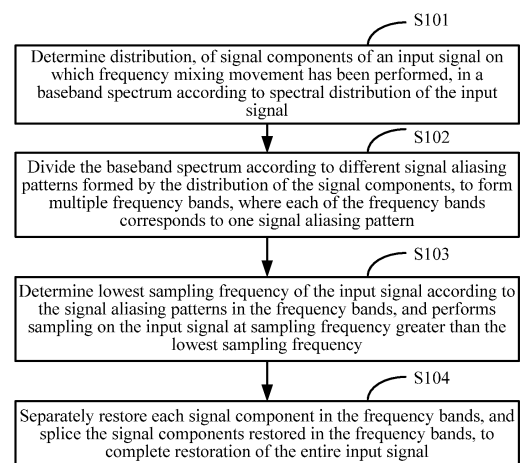 S101
Determine distribution, of signal components of an input signal on
which frequency mixing movement has been performed, in a
baseband spectrum according to spectral distribution of the input
signal
S102
Divide the baseband spectrum according to different signal aliasing
patterns formed by the distribution of the signal components, to form
multiple frequency bands, where each of the frequency bands
corresponds to one signal aliasing pattern
S103
Determine lowest sampling frequency of the input signal according to
the signal aliasing patterns in the frequency bands, and performs
sampling on the input signal at sampling frequency greater than the
lowest sampling frequency
S104
Separately restore each signal component in the frequency bands, and
splice the signal components restored in the frequency bands, to
complete restoration of the entire input signal